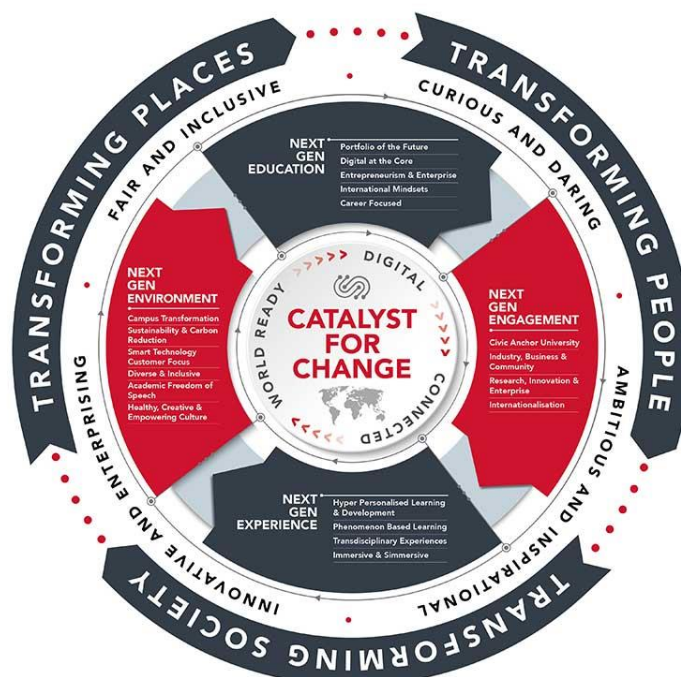 TRANSFORMING PLACES
TRANSFORMING PEOPLE
TRANSFORMING SOCIETY
FAIR AND INCLUSIVE
CURIOUS AND DARING
AMBITIOUS AND INSPIRATIONAL
INNOVATIVE AND ENTERPRISING
NEXT
GEN
EDUCATION
Portfolio of the Future
Digital at the Core
Entrepreneurism & Enterprise
International Mindsets
Career Focused
NEXT
GEN
ENVIRONMENT
Campus Transformation
Sustainability & Carbon
Reduction
Smart Technology
Customer Focus
Diverse & Inclusive
Academic Freedom of
Speech
Healthy, Creative &
Empowering Culture
WORLD READY
DIGITAL
CONNECTED
CATALYST
FOR
CHANGE
NEXT
GEN
ENGAGEMENT
Civic Anchor University
Industry, Business &
Community
Research, Innovation &
Enterprise
Internationalisation
NEXT
GEN
EXPERIENCE
Hyper Personalised Learning
& Development
Phenomenon Based Learning
Transdisciplinary Experiences
Immersive & Simmersive